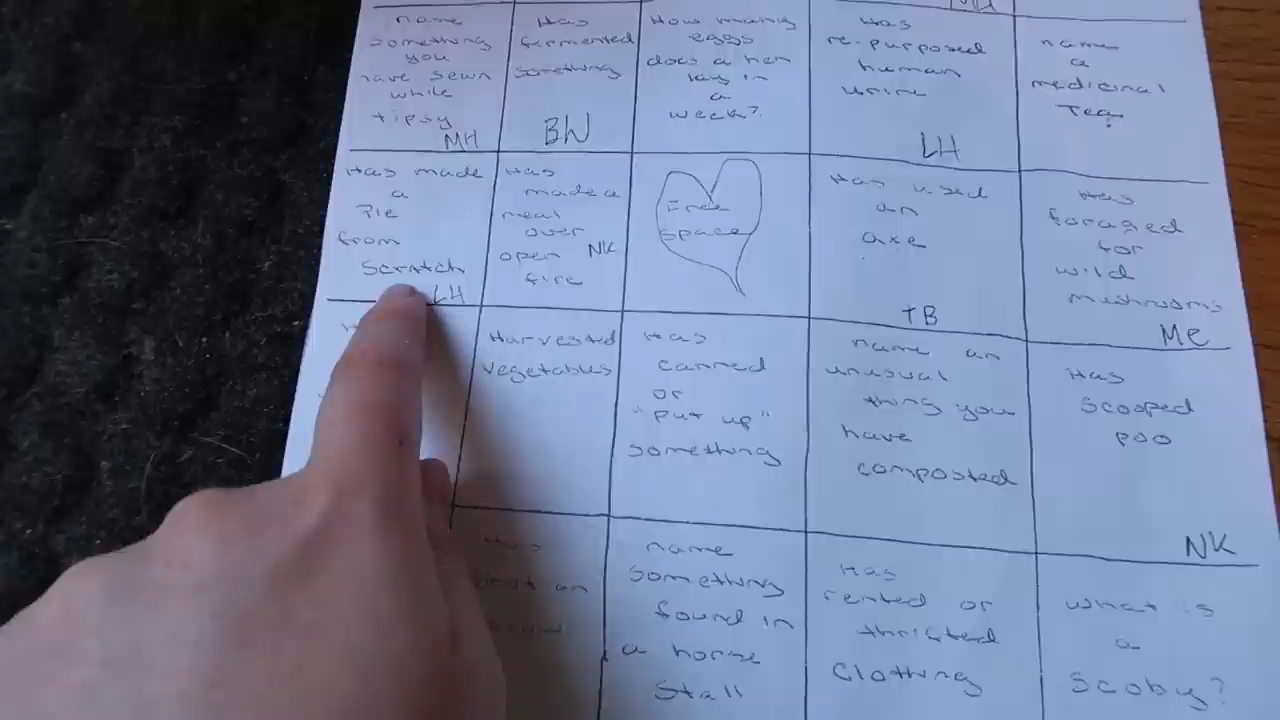 name
something
you
have sewn
while
tipsy
MH
Has
fermented
something
BW
How many
eggs
does a hen
lay in
a
week?
Has
re-purposed
human
urine
LH
name
a
medicinal
Tea?
Has made
a
Pie
from
scratch
LH
Has
made a
meal
over
open NK
fire
Free
space
Has used
an
axe
TB
Has
foraged
for
wild
mushrooms
Me
Harvested
vegetables
Has
canned
or
"put up"
something
name an
unusual
thing you
have
composted
Has
scooped
poo
NK
Has
an
name
something
found in
a horse
stall
Has
rented or
thrifted
clothing
what is
a
scoby?